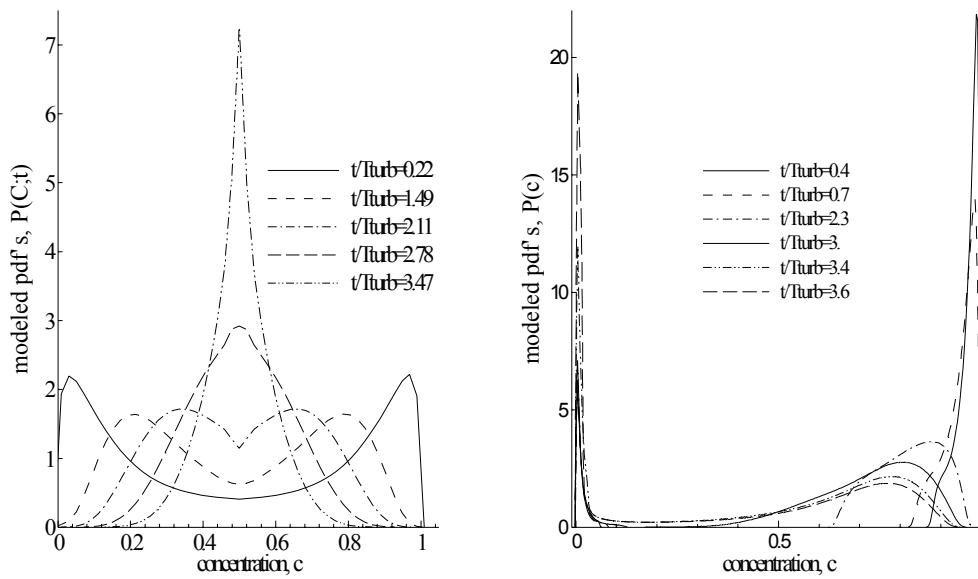 modeled pdf's, P(C;t)
7
6
5
4
3
2
1
0
t/Tturb=0.22
t/Tturb=1.49
t/Tturb=2.11
t/Tturb=2.78
t/Tturb=3.47
0 0.2 0.4 0.6 0.8 1
concentration, c
modeled pdf's, P(c)
20
15
10
5
0
t/Tturb=0.4
t/Tturb=0.7
t/Tturb=2.3
t/Tturb=3.
t/Tturb=3.4
t/Tturb=3.6
0 0.5
concentration, c